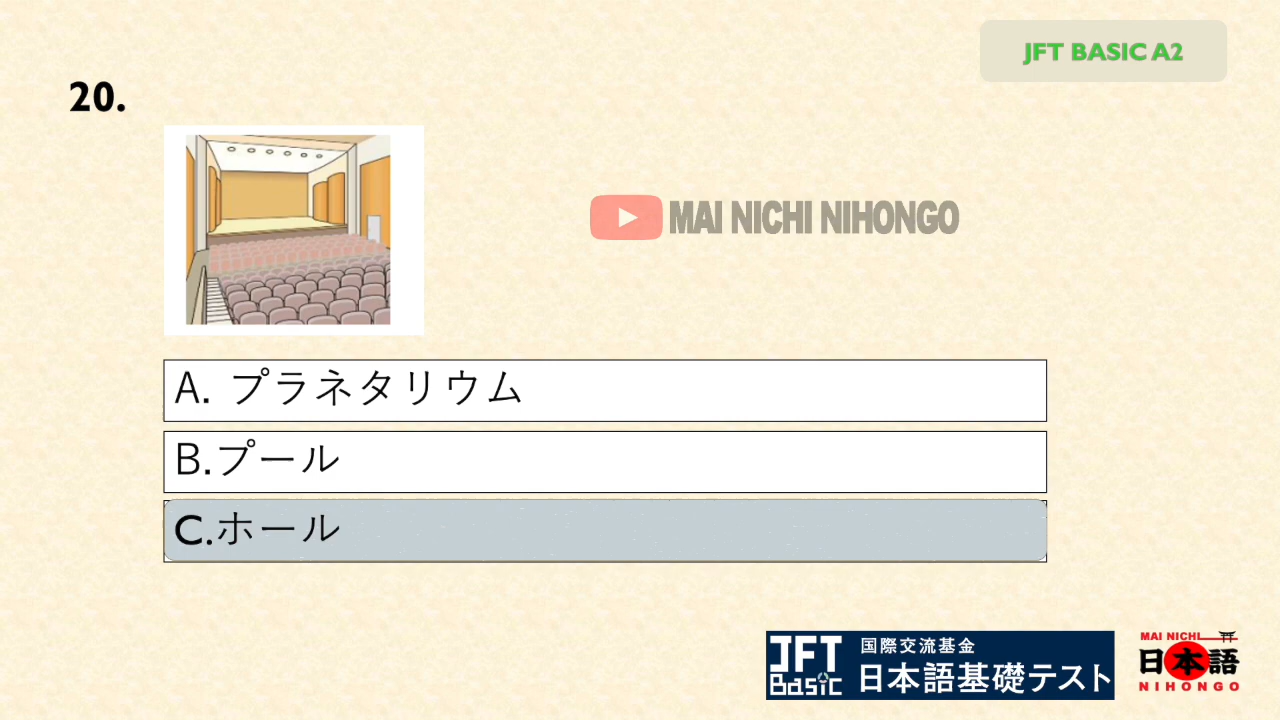 JFT BASIC A2
20.
MAI NICHI NIHONGO
A. プラネタリウム
B.プール
C.ホール
JFT
Basic
国際交流基金
日本語基礎テスト
MAI NICHI
日本語
NIHONGO